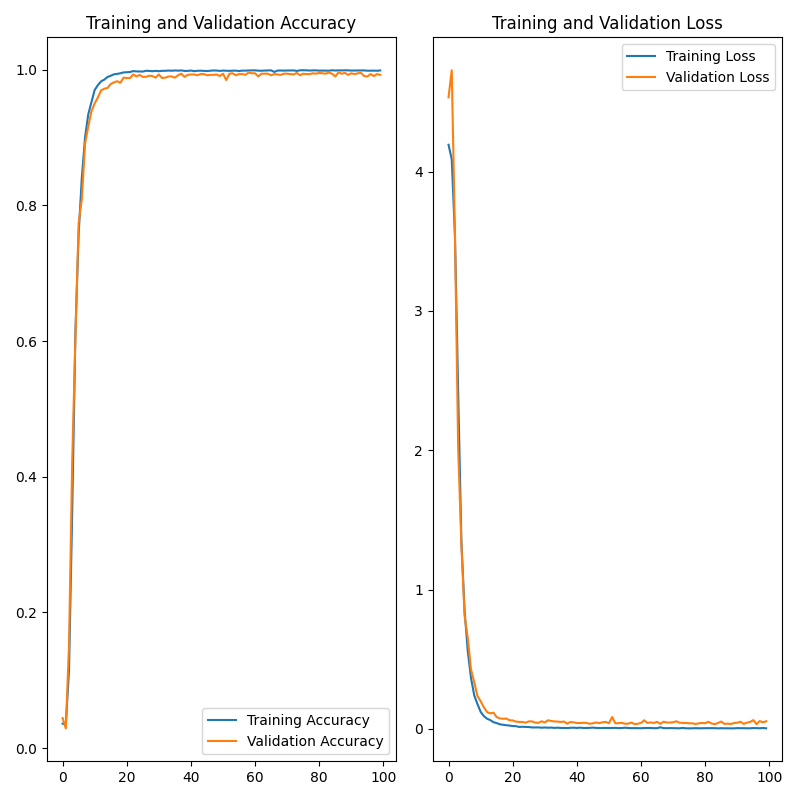 Training and Validation Accuracy
1.0
0.8
0.6
0.4
0.2
0.0
0 20 40 60 80 100
Training Accuracy
Validation Accuracy
Training and Validation Loss
Training Loss
Validation Loss
4
3
2
1
0
0 20 40 60 80 100